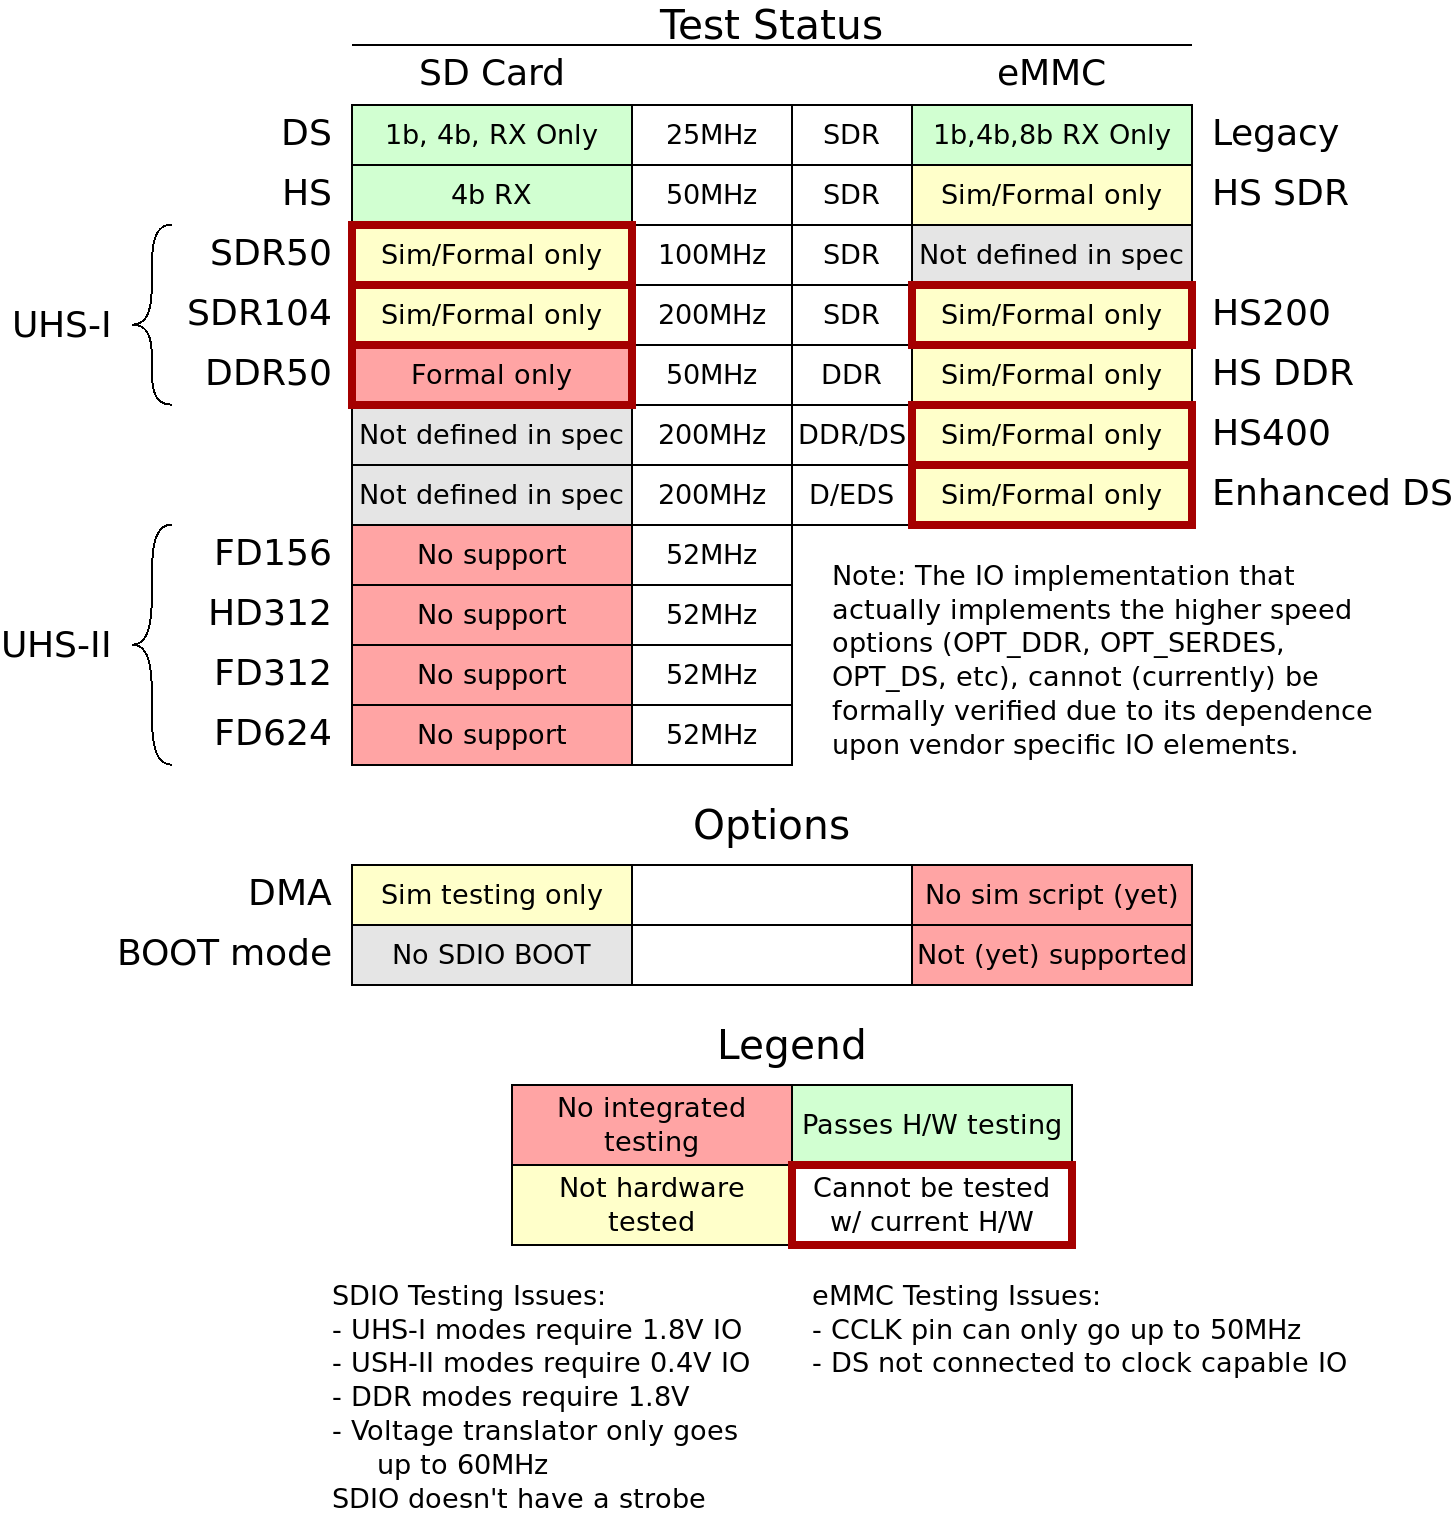 Test Status
SD Card eMMC
DS 1b, 4b, RX Only 25MHz SDR 1b,4b,8b RX Only Legacy
HS 4b RX 50MHz SDR Sim/Formal only HS SDR
SDR50 Sim/Formal only 100MHz SDR Not defined in spec
UHS-I
SDR104 Sim/Formal only 200MHz SDR Sim/Formal only HS200
DDR50 Formal only 50MHz DDR Sim/Formal only HS DDR
Not defined in spec 200MHz DDR/DS Sim/Formal only HS400
Not defined in spec 200MHz D/EDS Sim/Formal only Enhanced DS
FD156 No support 52MHz
HD312 No support 52MHz
UHS-II
FD312 No support 52MHz
FD624 No support 52MHz
Note: The IO implementation that
actually implements the higher speed
options (OPT_DDR, OPT_SERDES,
OPT_DS, etc), cannot (currently) be
formally verified due to its dependence
upon vendor specific IO elements.
Options
DMA Sim testing only No sim script (yet)
BOOT mode No SDIO BOOT Not (yet) supported
Legend
No integrated
testing
Passes H/W testing
Not hardware
tested
Cannot be tested
w/ current H/W
SDIO Testing Issues:
- UHS-I modes require 1.8V IO
- USH-II modes require 0.4V IO
- DDR modes require 1.8V
- Voltage translator only goes
up to 60MHz
SDIO doesn't have a strobe
eMMC Testing Issues:
- CCLK pin can only go up to 50MHz
- DS not connected to clock capable IO